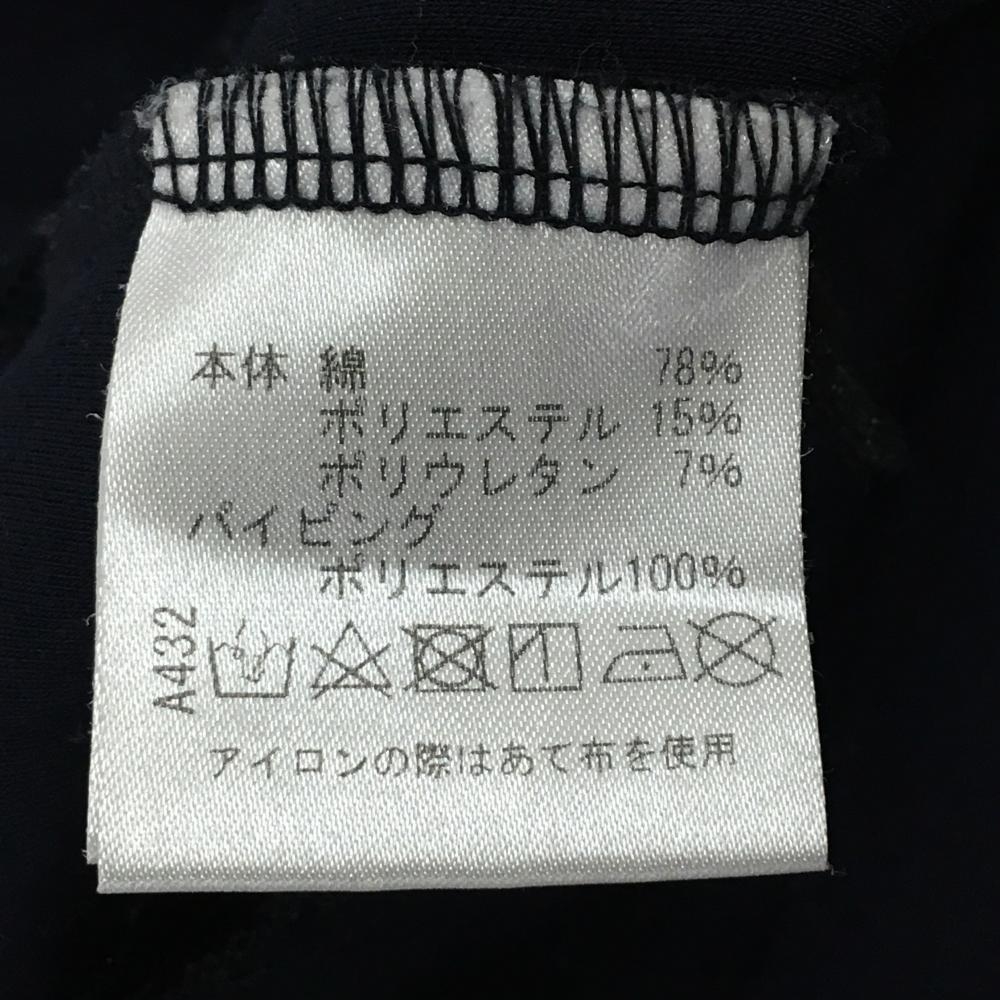 本体 綿 78%
ポリエステル 15%
ポリウレタン 7%
パイピング
ポリエステル100%
A432
アイロンの際はあて布を使用